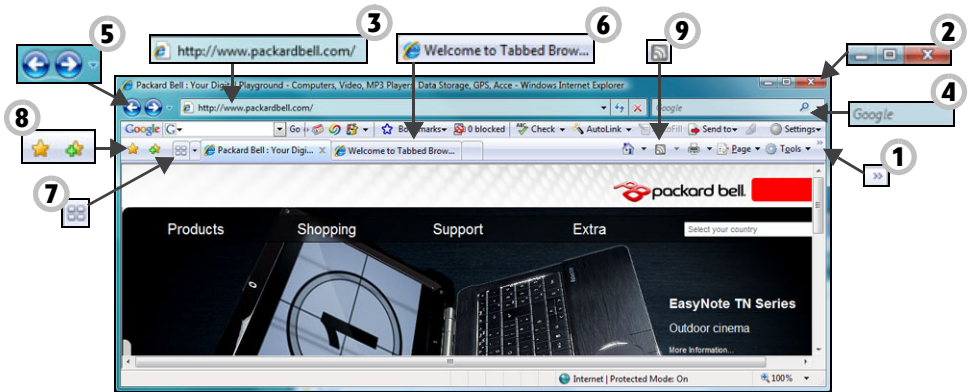 5
3
6
9
2
http://www.packardbell.com/
Welcome to Tabbed Brow...
Packard Bell : Your Digital Playground - Computers, Video, MP3 Players, Data Storage, GPS, Acce - Windows Internet Explorer
http://www.packardbell.com/
Google
4
Google
8
Google G
Go
Bookmarks
0 blocked
Check
AutoLink
AutoFill
Send to
Settings
Packard Bell : Your Digi...
Welcome to Tabbed Brow...
Page
Tools
1
7
packard bell.
Products
Shopping
Support
Extra
Select your country
1
EasyNote TN Series
Outdoor cinema
More Information...
Internet | Protected Mode: On
100%